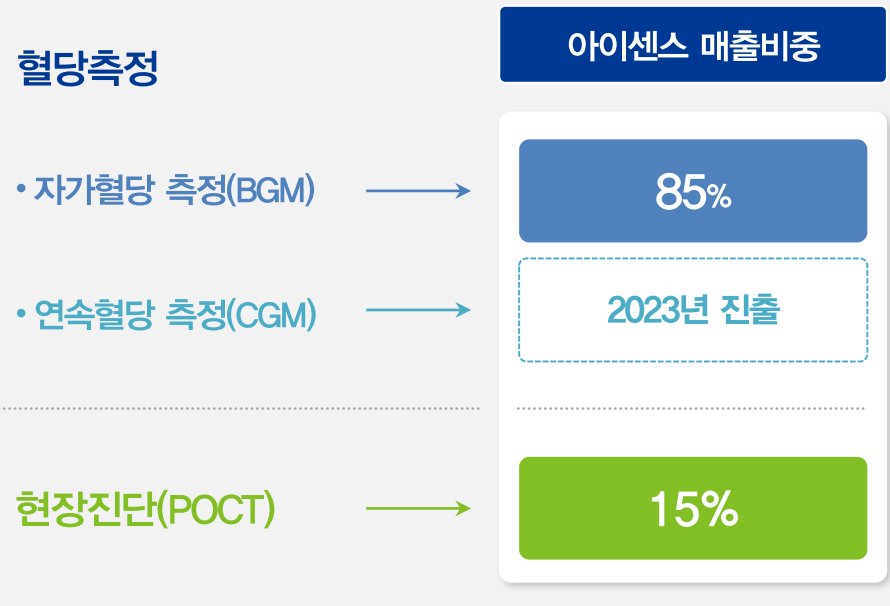 혈당측정
아이센스 매출비중
• 자가혈당 측정(BGM)
85%
• 연속혈당 측정(CGM)
2023년 진출
현장진단(POCT)
15%